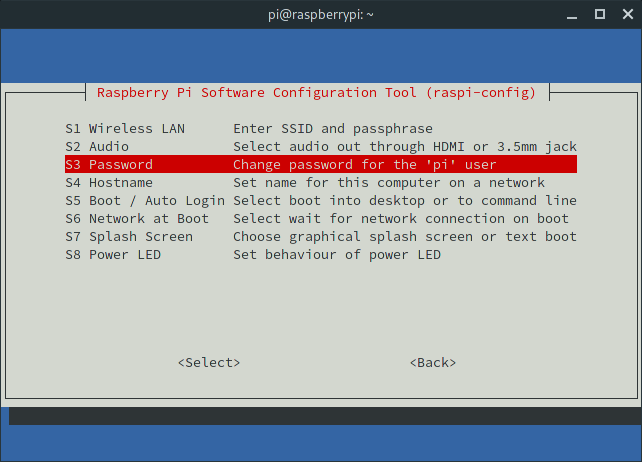 pi@raspberrypi: ~
Raspberry Pi Software Configuration Tool (raspi-config)
S1 Wireless LAN Enter SSID and passphrase
S2 Audio Select audio out through HDMI or 3.5mm jack
S3 Password Change password for the 'pi' user
S4 Hostname Set name for this computer on a network
S5 Boot / Auto Login Select boot into desktop or to command line
S6 Network at Boot Select wait for network connection on boot
S7 Splash Screen Choose graphical splash screen or text boot
S8 Power LED Set behaviour of power LED
<Select> <Back>